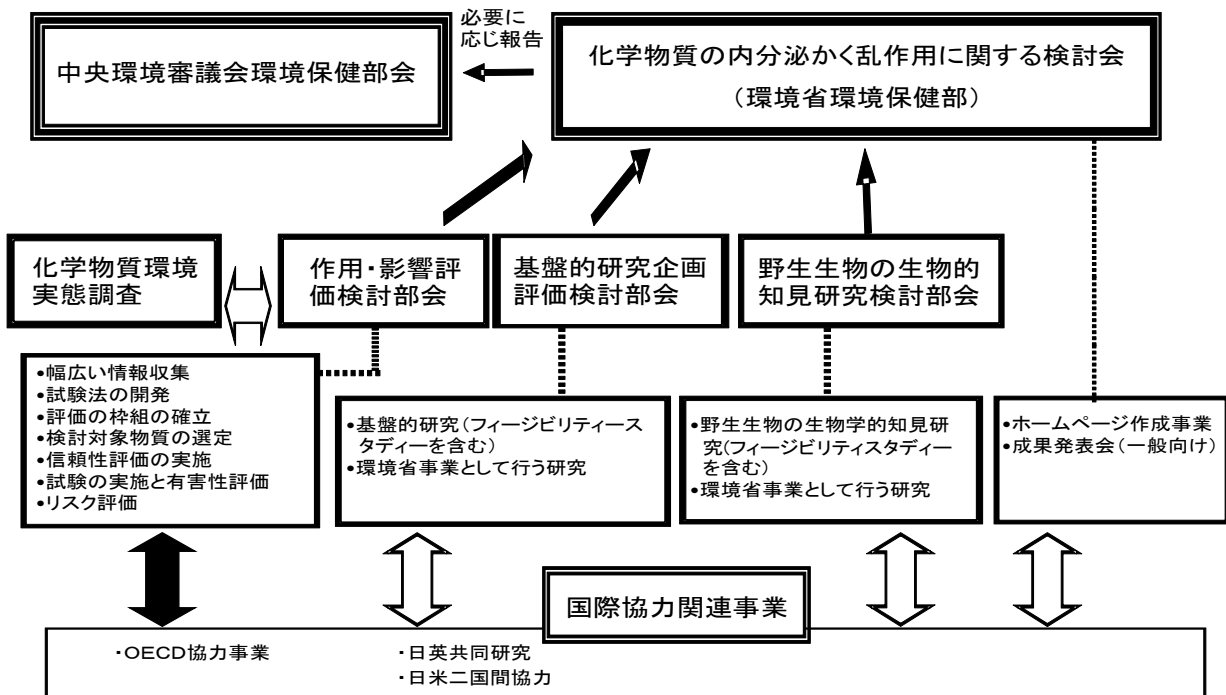 必要に
応じ報告
中央環境審議会環境保健部会
化学物質の内分泌かく乱作用に関する検討会
（環境省環境保健部）
化学物質環境
実態調査
作用・影響評
価検討部会
基盤的研究企画
評価検討部会
野生生物の生物的
知見研究検討部会
•幅広い情報収集
•試験法の開発
•評価の枠組の確立
•検討対象物質の選定
•信頼性評価の実施
•試験の実施と有害性評価
•リスク評価
•基盤的研究(フィージビリティース
タディーを含む)
•環境省事業として行う研究
•野生生物の生物学的知見研
究(フィージビリティスタディー
を含む)
•環境省事業として行う研究
•ホームページ作成事業
•成果発表会(一般向け)
国際協力関連事業
・OECD協力事業
・日英共同研究
・日米二国間協力